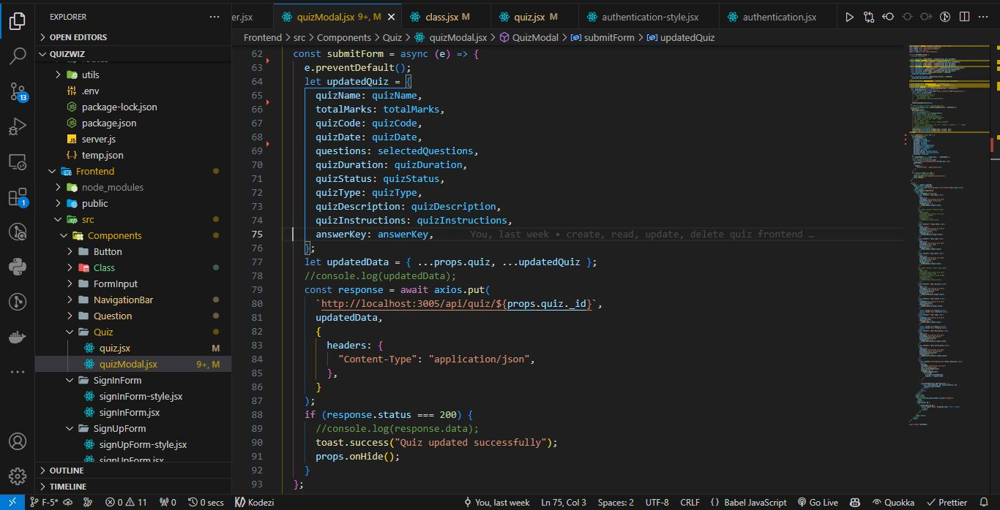 EXPLORER
OPEN EDITORS
QUIZWIZ
utils
.env
package-lock.json
package.json
JS server.js
{..} temp.json
Frontend
node_modules
public
src
Components
Button
Class
FormInput
NavigationBar
Question
Quiz
quiz.jsx M
quizModal.jsx 9+, M
SignInForm
signInForm-style.jsx
signInForm.jsx
SignUpForm
signUpForm-style.jsx
signUpForm.jsx
OUTLINE
TIMELINE
13
1
er.jsx quizModal.jsx 9+, M class.jsx M quiz.jsx M authentication-style.jsx authentication.jsx
Frontend > src > Components > Quiz > quizModal.jsx > QuizModal > submitForm > updatedQuiz
62 const submitForm = async (e) => {
63 e.preventDefault();
64 let updatedQuiz = {
65 quizName: quizName,
66 totalMarks: totalMarks,
67 quizCode: quizCode,
68 quizDate: quizDate,
69 questions: selectedQuestions,
70 quizDuration: quizDuration,
71 quizStatus: quizStatus,
72 quizType: quizType,
73 quizDescription: quizDescription,
74 quizInstructions: quizInstructions,
75 answerKey: answerKey, You, last week • create, read, update, delete quiz frontend …
76 };
77 let updatedData = { ...props.quiz, ...updatedQuiz };
78 //console.log(updatedData);
79 const response = await axios.put(
80 `http://localhost:3005/api/quiz/${props.quiz._id}`,
81 updatedData,
82 {
83 headers: {
84 "Content-Type": "application/json",
85 },
86 }
87 );
88 if (response.status === 200) {
89 //console.log(response.data);
90 toast.success("Quiz updated successfully");
91 props.onHide();
92 }
93 };
F-5* 0 11 0 0 secs Kodezi You, last week Ln 75, Col 3 Spaces: 2 UTF-8 CRLF {} Babel JavaScript Go Live Quokka Prettier